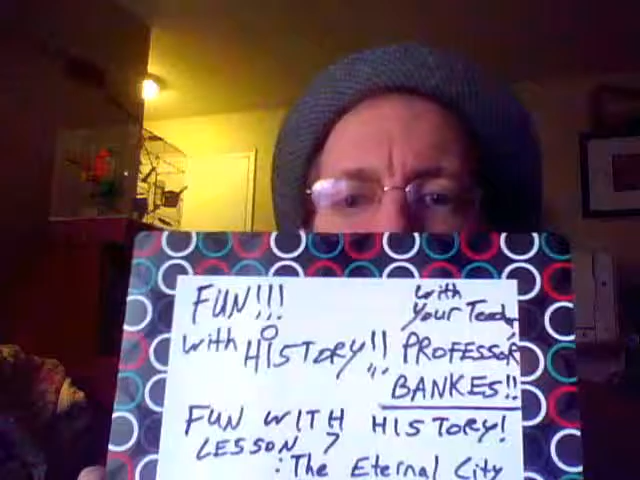 FUN!!!
with HISTORY!!
with
Your Teacher
PROFESSOR
BANKES!!
FUN WITH HISTORY!
LESSON 7
: The Eternal City